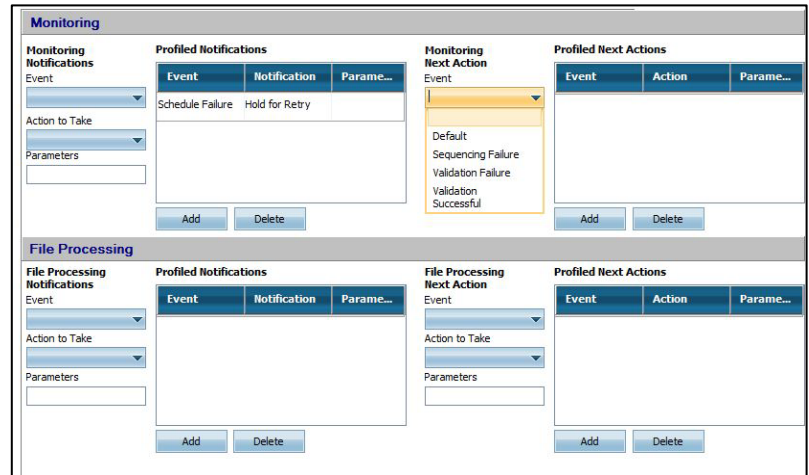 Monitoring
Monitoring
Notifications
Event
Action to Take
Parameters
Profiled Notifications
Event Notification Parame...
Schedule Failure Hold for Retry
Add Delete
Monitoring
Next Action
Event
Default
Sequencing Failure
Validation Failure
Validation
Successful
Profiled Next Actions
Event Action Parame...
Add Delete
File Processing
File Processing
Notifications
Event
Action to Take
Parameters
Profiled Notifications
Event Notification Parame...
Add Delete
File Processing
Next Action
Event
Action to Take
Parameters
Profiled Next Actions
Event Action Parame...
Add Delete